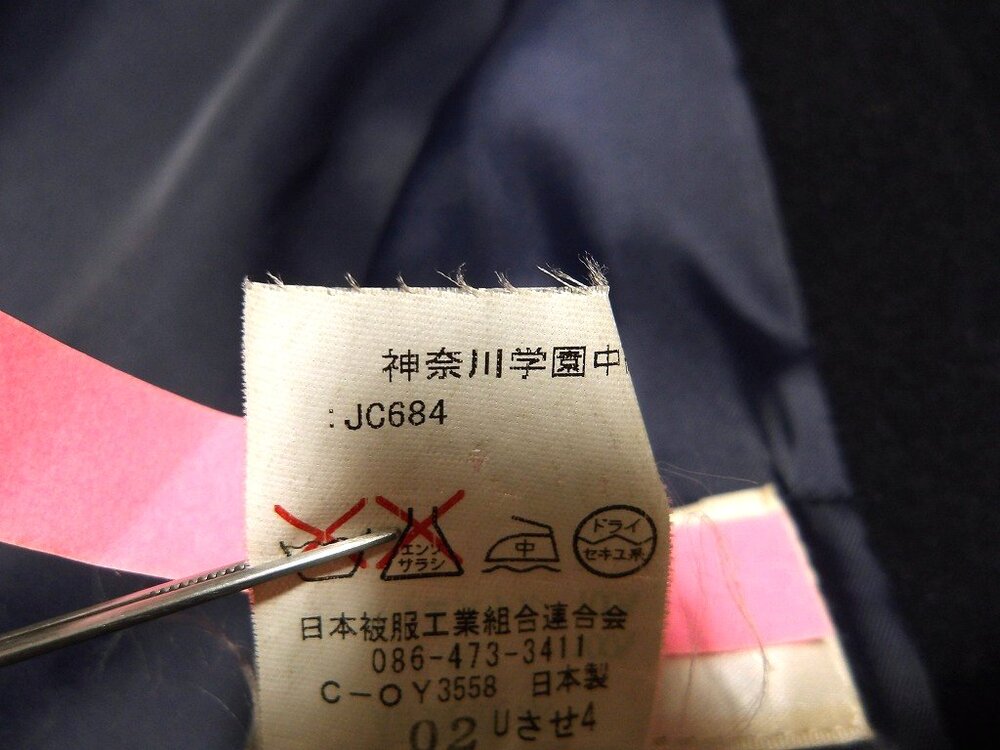 神奈川学園中
:JC684
エンソ
サラシ
中
ドライ
セキユ系
日本被服工業組合連合会
086-473-3411
C-OY3558 日本製
02 Uさせ4